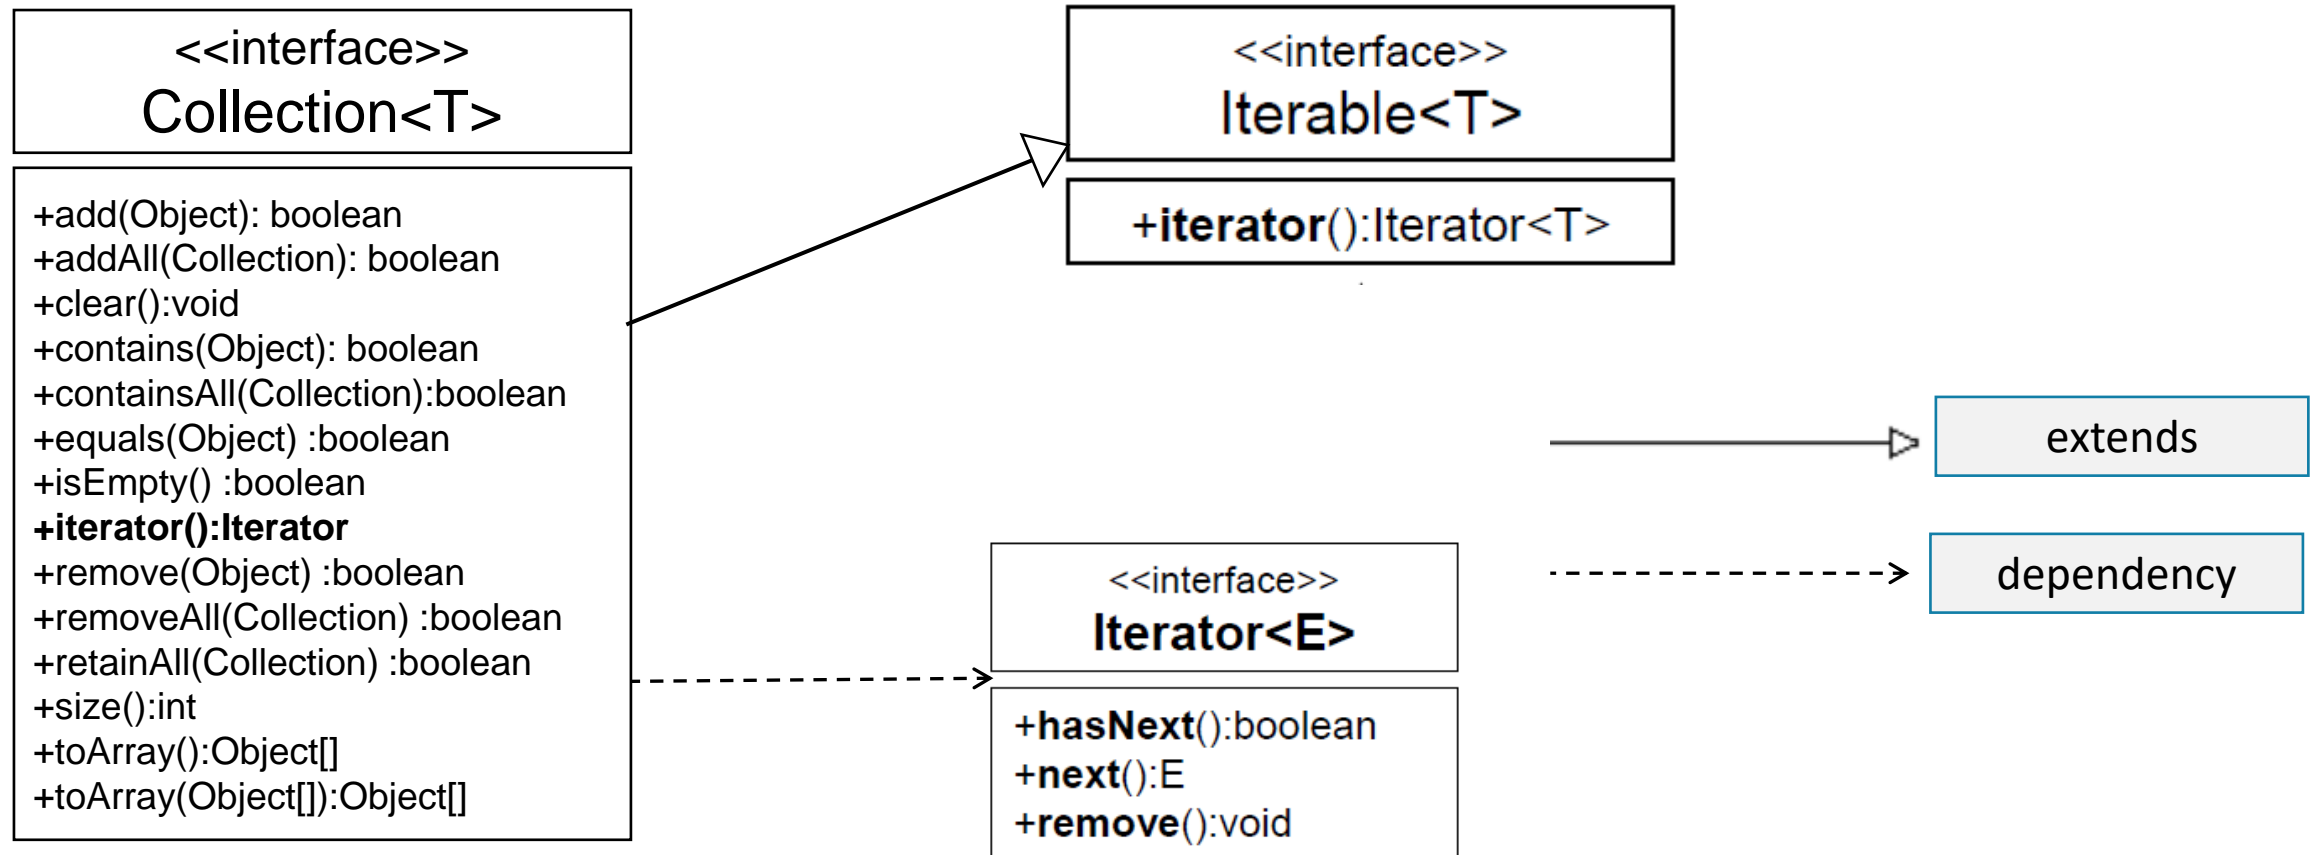 <<interface>>
Collection<T>
+add(Object): boolean
+addAll(Collection): boolean
+clear():void
+contains(Object): boolean
+containsAll(Collection):boolean
+equals(Object) :boolean
+isEmpty() :boolean
+iterator():Iterator
+remove(Object) :boolean
+removeAll(Collection) :boolean
+retainAll(Collection) :boolean
+size():int
+toArray():Object[]
+toArray(Object[]):Object[]
<<interface>>
Iterable<T>
+iterator():Iterator<T>
<<interface>>
Iterator<E>
+hasNext():boolean
+next():E
+remove():void
extends
dependency